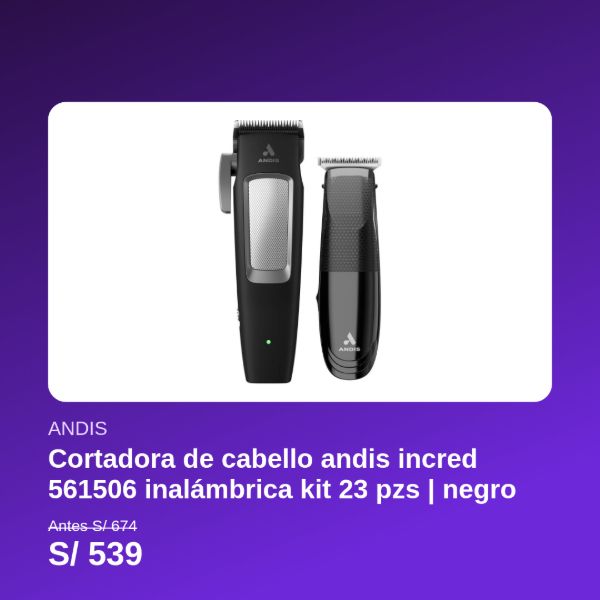 ANDIS
ANDIS
ANDIS
Cortadora de cabello andis incred
561506 inalámbrica kit 23 pzs | negro
Antes S/ 674
S/ 539